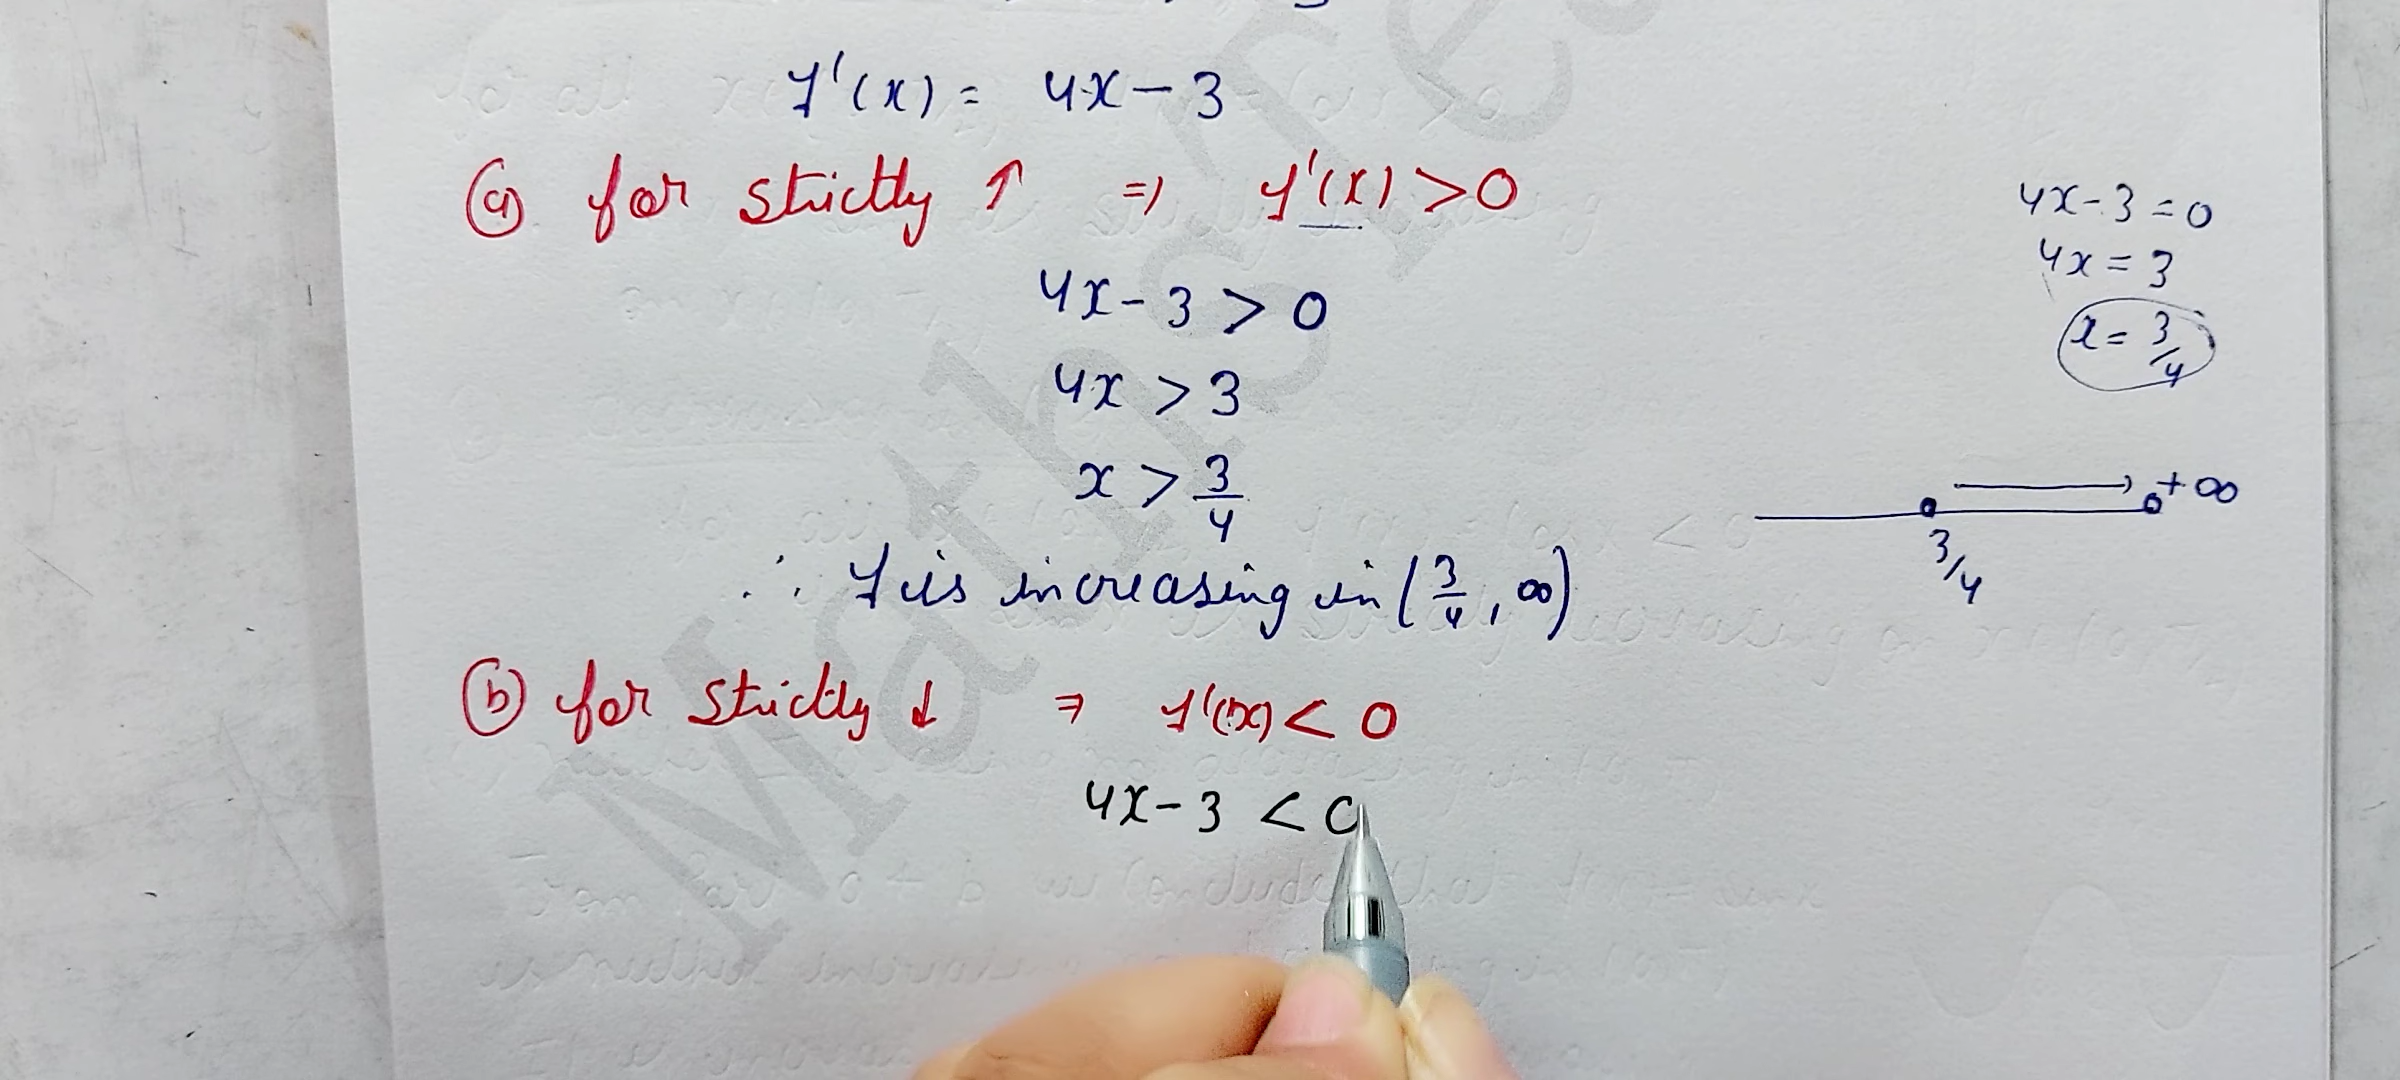 f'(x) = 4x - 3
(a) for strictly ↑ ⇒ f'(x) > 0
4x - 3 > 0
4x > 3
x > 3/4
∴ f is increasing in (3/4, ∞)
(b) for strictly ↓ ⇒ f'(x) < 0
4x - 3 < 0
4x - 3 = 0
4x = 3
x = 3/4
+∞
3/4
Maths